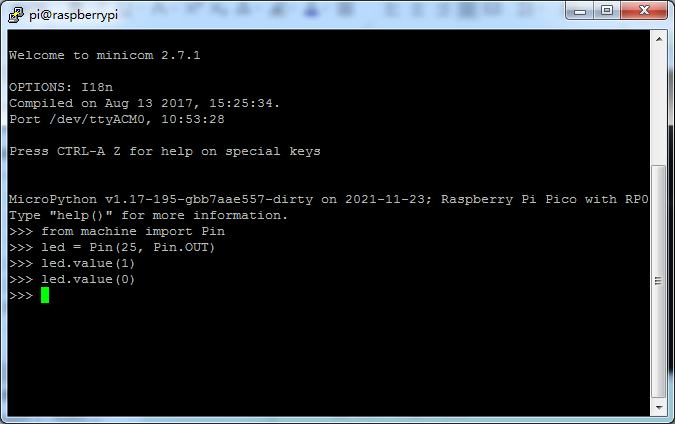 pi@raspberrypi
Welcome to minicom 2.7.1
OPTIONS: I18n
Compiled on Aug 13 2017, 15:25:34.
Port /dev/ttyACM0, 10:53:28
Press CTRL-A Z for help on special keys
MicroPython v1.17-195-gbb7aae557-dirty on 2021-11-23; Raspberry Pi Pico with RP0
Type "help()" for more information.
>>> from machine import Pin
>>> led = Pin(25, Pin.OUT)
>>> led.value(1)
>>> led.value(0)
>>>